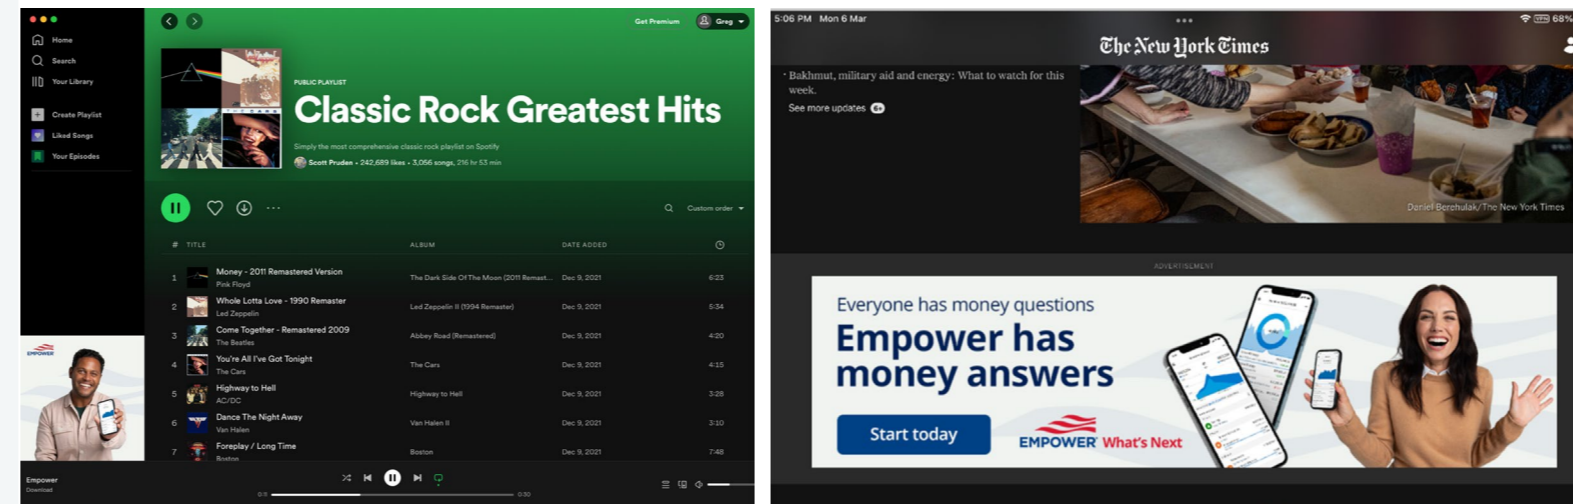 Home
Search
Your Library
Create Playlist
Liked Songs
Your Episodes
EMPOWER
Get Premium
Greg
PUBLIC PLAYLIST
Classic Rock Greatest Hits
Simply the most comprehensive classic rock playlist on Spotify
Scott Pruden • 242,689 likes • 3,056 songs, 216 hr 53 min
Custom order
# TITLE ALBUM DATE ADDED
1 Money - 2011 Remastered Version The Dark Side Of The Moon (2011 Remast... Dec 9, 2021 6:23
Pink Floyd
2 Whole Lotta Love - 1990 Remaster Led Zeppelin II (1994 Remaster) Dec 9, 2021 5:34
Led Zeppelin
3 Come Together - Remastered 2009 Abbey Road (Remastered) Dec 9, 2021 4:20
The Beatles
4 You're All I've Got Tonight The Cars Dec 9, 2021 4:15
The Cars
5 Highway to Hell Highway to Hell Dec 9, 2021 3:28
AC/DC
6 Dance The Night Away Van Halen II Dec 9, 2021 3:10
Van Halen
7 Foreplay / Long Time Boston Dec 9, 2021 7:48
Boston
Empower
Download
0:11 0:30
5:06 PM Mon 6 Mar
VPN 68%
The New York Times
• Bakhmut, military aid and energy: What to watch for this
week.
See more updates 6+
Daniel Berehulak/The New York Times
ADVERTISEMENT
Everyone has money questions
Empower has
money answers
Start today
EMPOWER What's Next